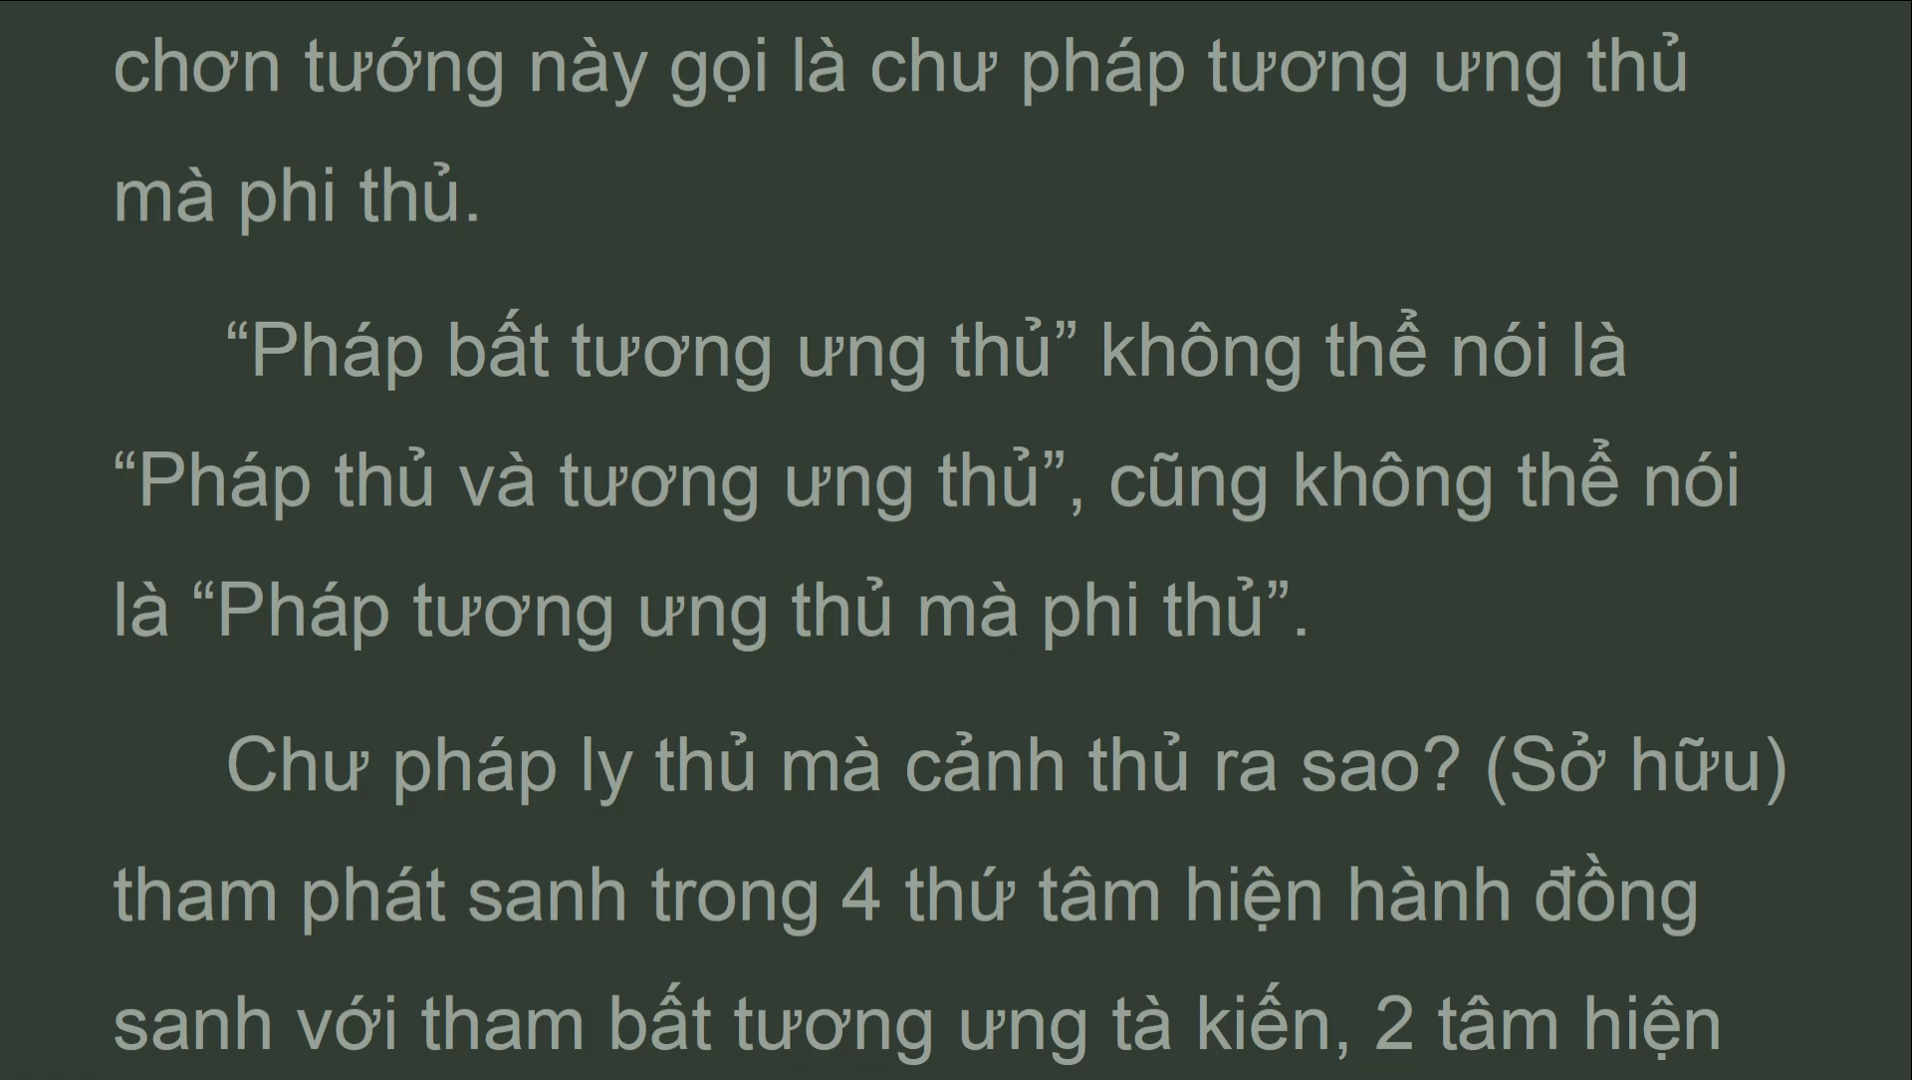 chơn tướng này gọi là chư pháp tương ưng thủ
mà phi thủ.
“Pháp bất tương ưng thủ” không thể nói là
“Pháp thủ và tương ưng thủ”, cũng không thể nói
là “Pháp tương ưng thủ mà phi thủ”.
Chư pháp ly thủ mà cảnh thủ ra sao? (Sở hữu)
tham phát sanh trong 4 thứ tâm hiện hành đồng
sanh với tham bất tương ưng tà kiến, 2 tâm hiện